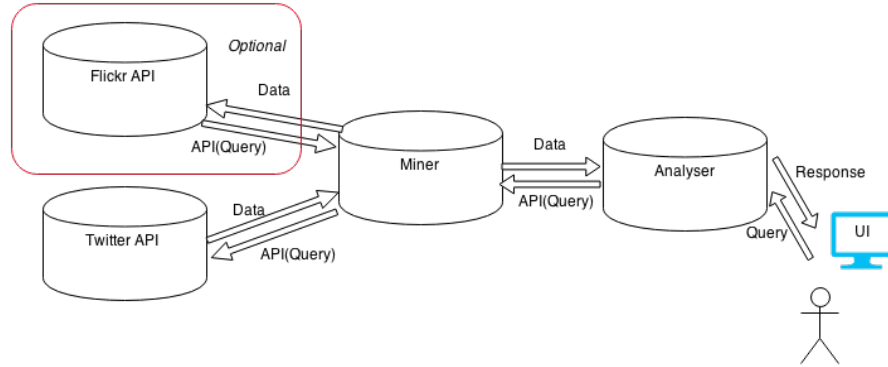 Optional
Flickr API
Data
API(Query)
Miner
Data
API(Query)
Analyser
Response
Query
UI
Twitter API
Data
API(Query)